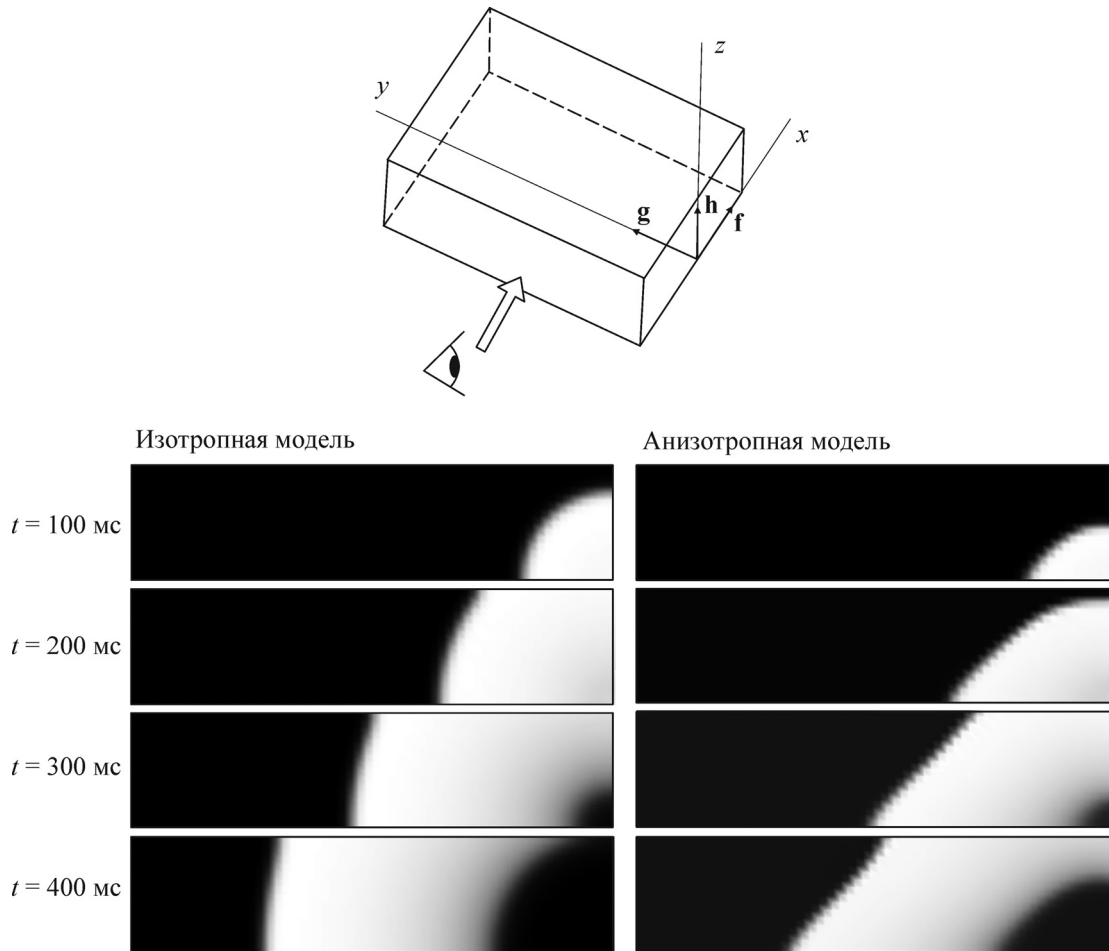 z
y
x
g
h
f
Изотропная модель
Анизотропная модель
t = 100 мс
t = 200 мс
t = 300 мс
t = 400 мс